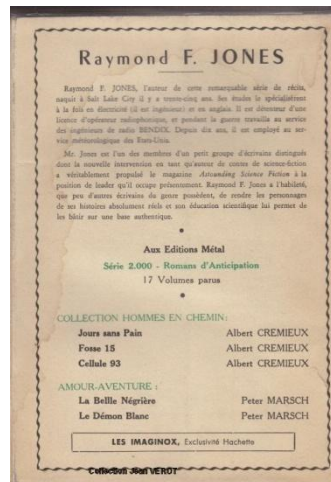 Raymond F. JONES
Raymond F. JONES, l'auteur de cette remarquable série de récits,
naquit à Salt Lake City il y a trente-cinq ans. Ses études le spécialisèrent
à la fois en électricité (il est ingénieur) et en anglais. Il est détenteur d'une
licence d'opérateur radiophonique, et pendant la guerre travailla au service
des ingénieurs de radio BENDIX. Depuis dix ans, il est employé au ser-
vice météorologique des États-Unis.
Mr. Jones est l'un des membres d'un petit groupe d'écrivains distingués
dont la nouvelle intervention en tant qu'auteur de contes de science-fiction
a véritablement propulsé le magazine Astounding Science Fiction à la
position de leader qu'il occupe présentement. Raymond F. Jones a l'habileté,
que peu d'autres écrivains du genre possèdent, de rendre les personnages
de ses histoires absolument réels et son éducation scientifique lui permet de
les bâtir sur une base authentique.
Aux Editions Métal
Série 2.000 - Romans d'Anticipation
17 Volumes parus
COLLECTION HOMMES EN CHEMIN:
Jours sans Pain Albert CREMIEUX
Fosse 15 Albert CREMIEUX
Cellule 93 Albert CREMIEUX
AMOUR-AVENTURE :
La Bellle Négrière Peter MARSCH
Le Démon Blanc Peter MARSCH
LES IMAGINOX, Exclusivité Hachette
Collection Jean VEROT